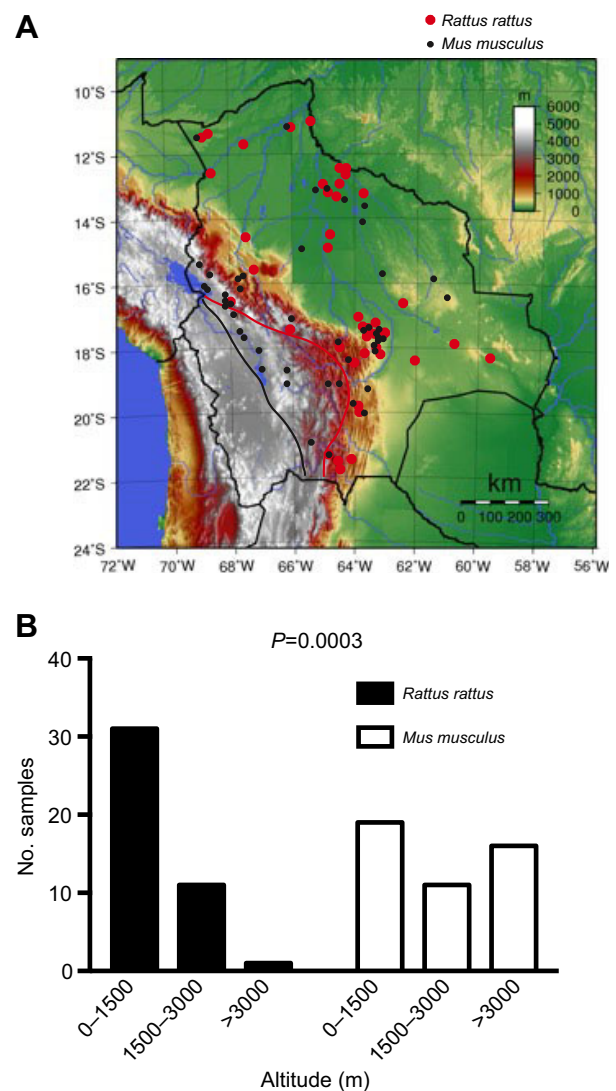 A
Rattus rattus
Mus musculus
10°S
12°S
14°S
16°S
18°S
20°S
22°S
24°S
m
6000
5000
4000
3000
2000
1000
0
km
0 100 200 300
72°W 70°W 68°W 66°W 64°W 62°W 60°W 58°W 56°W
B
P=0.0003
Rattus rattus
Mus musculus
No. samples
40
30
20
10
0
0–1500
1500–3000
>3000
0–1500
1500–3000
>3000
Altitude (m)